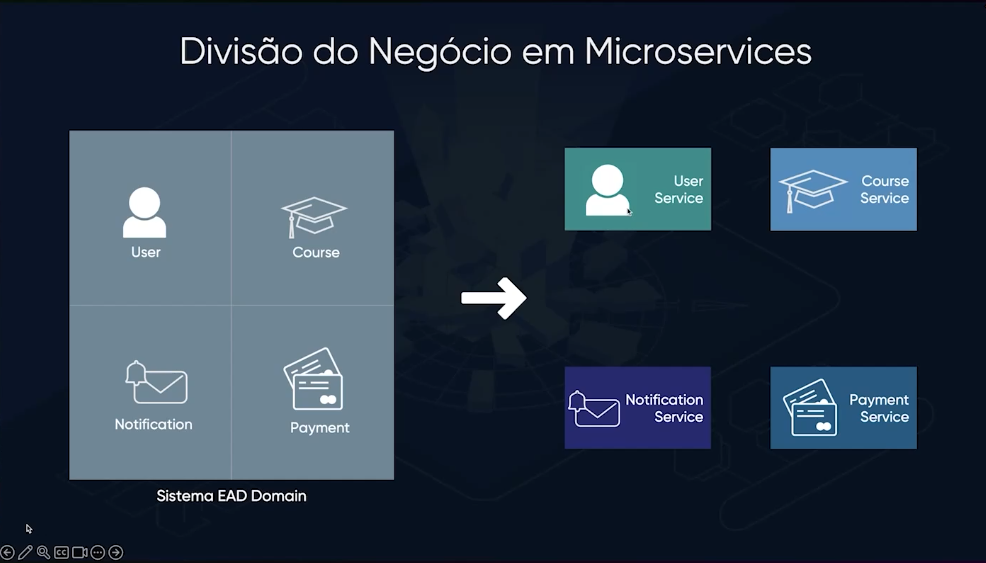 Divisão do Negócio em Microservices
User
Course
Notification
Payment
Sistema EAD Domain
User
Service
Course
Service
Notification
Service
Payment
Service
CC